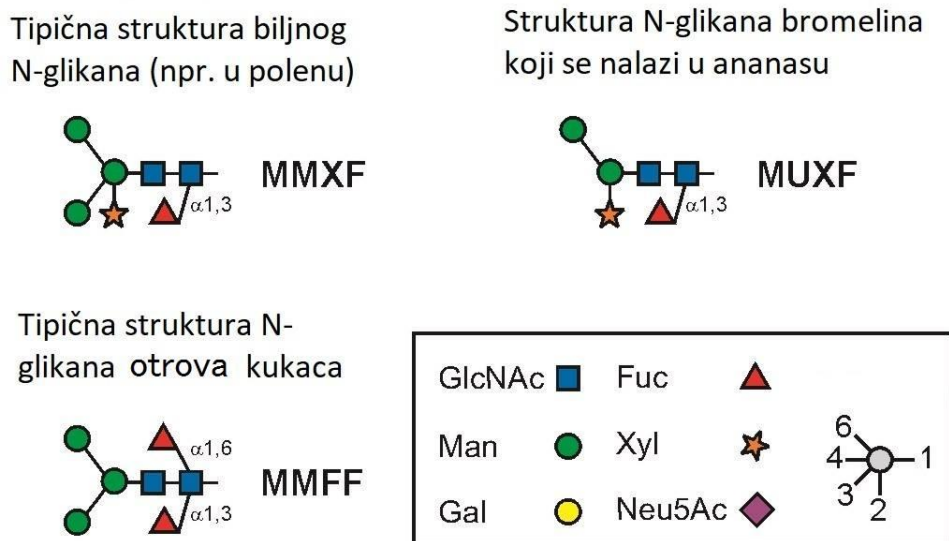 Tipična struktura biljnog
N-glikana (npr. u polenu)
MMXF
α1,3
Struktura N-glikana bromelina
koji se nalazi u ananasu
MUXF
α1,3
Tipična struktura N-
glikana otrova kukaca
α1,6
MMFF
α1,3
GlcNAc Fuc
Man Xyl
Gal Neu5Ac
6
4 1
3
2